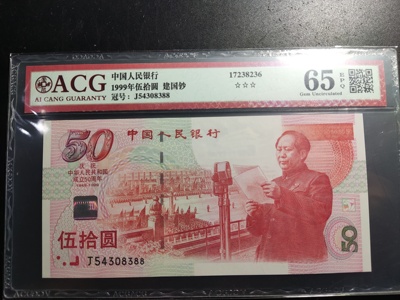 ACG
AI CANG GUARANTY
中国人民银行
1999年伍拾圆 建国钞
冠号：J54308388
17238236
☆☆☆
65 EPQ
Gem Uncirculated
50
中国人民银行
庆祝
中华人民共和国
成立50周年
1949-1999
伍拾圆
J54308388
50